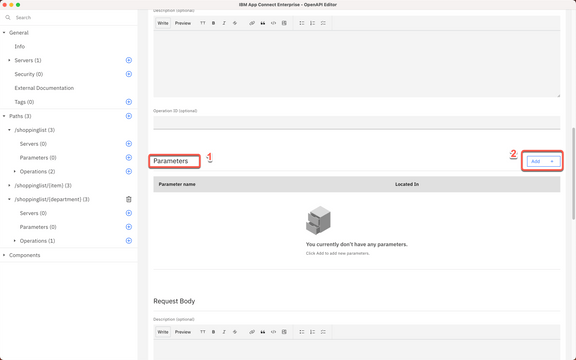 IBM App Connect Enterprise - OpenAPI Editor
Search
General
Info
Servers (1)
Security (0)
External Documentation
Tags (0)
Paths (3)
/shoppinglist (3)
Servers (0)
Parameters (0)
Operations (2)
/shoppinglist/{item} (3)
/shoppinglist/{department} (3)
Servers (0)
Parameters (0)
Operations (1)
Components
Description (optional)
Write Preview TT B I S
Operation ID (optional)
Parameters 1
2 Add +
Parameter name Located In
You currently don't have any parameters.
Click Add to add new parameters.
Request Body
Description (optional)
Write Preview TT B I S